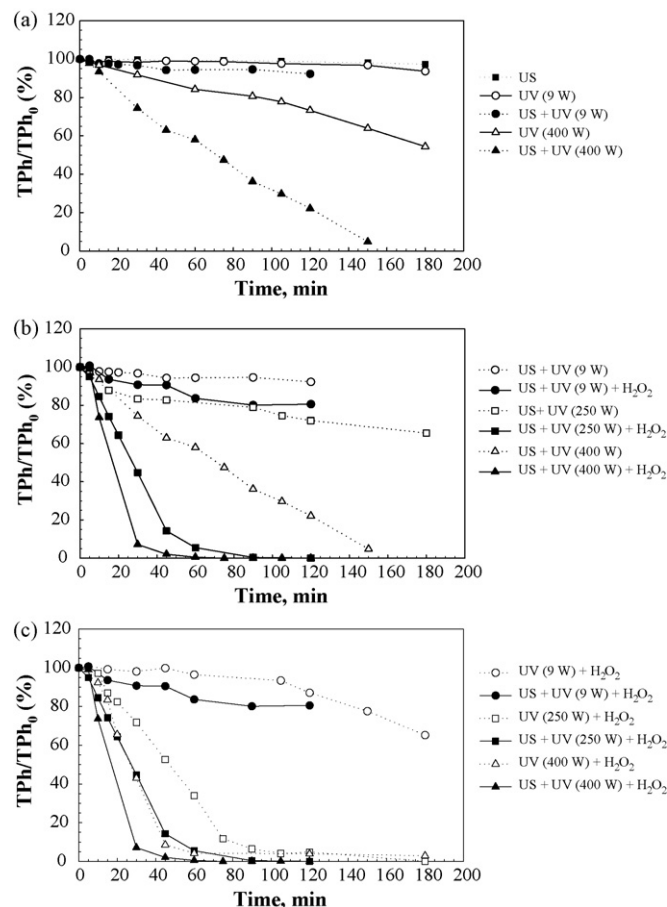 (a)
120
100
80
60
40
20
0
TPh/TPh₀ (%)
0 20 40 60 80 100 120 140 160 180 200
Time, min
US
UV (9 W)
US + UV (9 W)
UV (400 W)
US + UV (400 W)
(b)
120
100
80
60
40
20
0
TPh/TPh₀ (%)
0 20 40 60 80 100 120 140 160 180 200
Time, min
US + UV (9 W)
US + UV (9 W) + H₂O₂
US+ UV (250 W)
US + UV (250 W) + H₂O₂
US + UV (400 W)
US + UV (400 W) + H₂O₂
(c)
120
100
80
60
40
20
0
TPh/TPh₀ (%)
0 20 40 60 80 100 120 140 160 180 200
Time, min
UV (9 W) + H₂O₂
US + UV (9 W) + H₂O₂
UV (250 W) + H₂O₂
US + UV (250 W) + H₂O₂
UV (400 W) + H₂O₂
US + UV (400 W) + H₂O₂